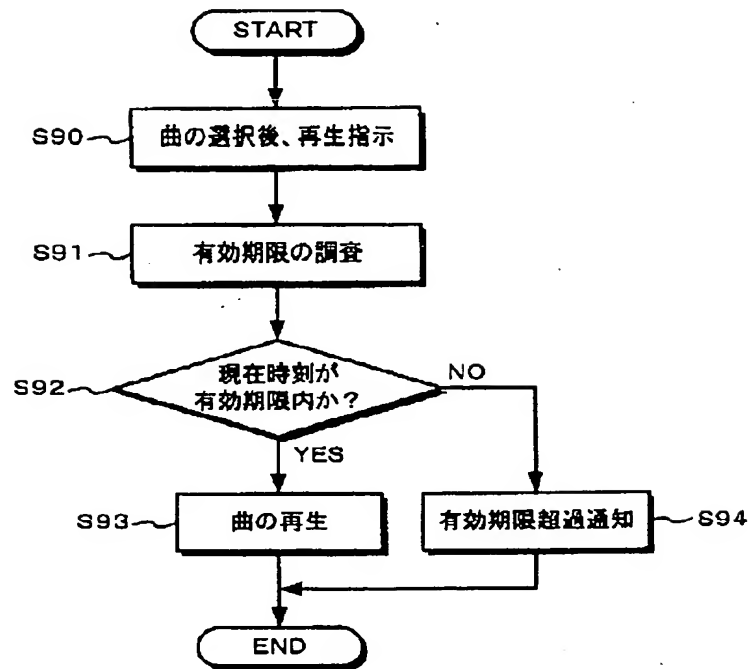 START
S90
曲の選択後、再生指示
S91
有効期限の調査
S92
現在時刻が
有効期限内か?
NO
YES
S93
曲の再生
有効期限超過通知
S94
END